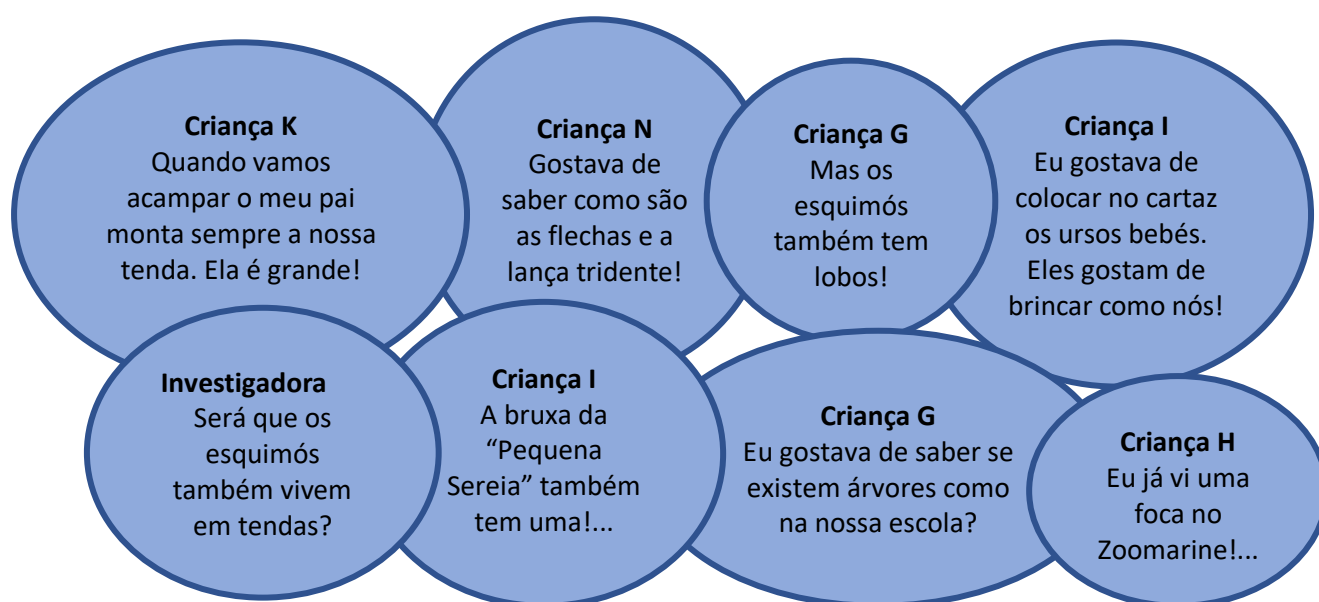 Criança K
Quando vamos
acampar o meu pai
monta sempre a nossa
tenda. Ela é grande!
Criança N
Gostava de
saber como são
as flechas e a
lança tridente!
Criança G
Mas os
esquimós
também tem
lobos!
Criança I
Eu gostava de
colocar no cartaz
os ursos bebés.
Eles gostam de
brincar como nós!
Investigadora
Será que os
esquimós
também vivem
em tendas?
Criança I
A bruxa da
“Pequena
Sereia” também
tem uma!...
Criança G
Eu gostava de saber se
existem árvores como
na nossa escola?
Criança H
Eu já vi uma
foca no
Zoomarine!...